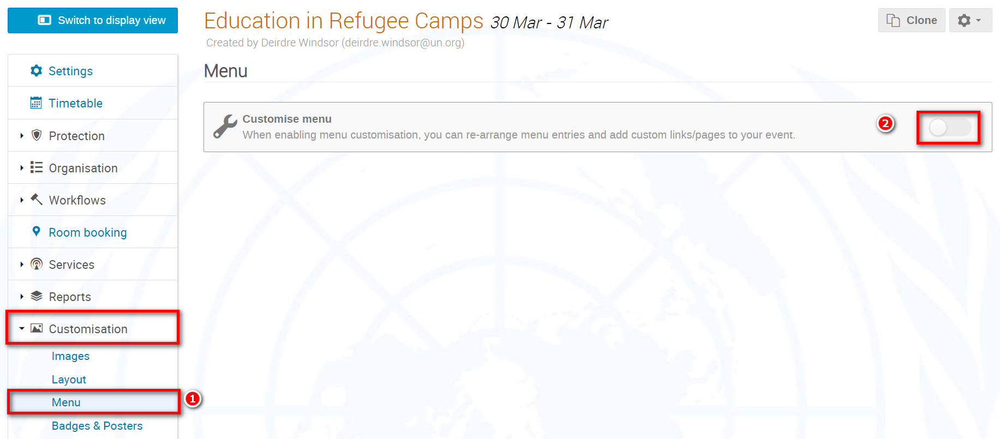 Switch to display view
Education in Refugee Camps 30 Mar - 31 Mar
Created by Deirdre Windsor (deirdre.windsor@un.org)
Clone
Settings
Timetable
Protection
Organisation
Workflows
Room booking
Services
Reports
Customisation
Images
Layout
Menu
1
Badges & Posters
Menu
Customise menu
When enabling menu customisation, you can re-arrange menu entries and add custom links/pages to your event.
2